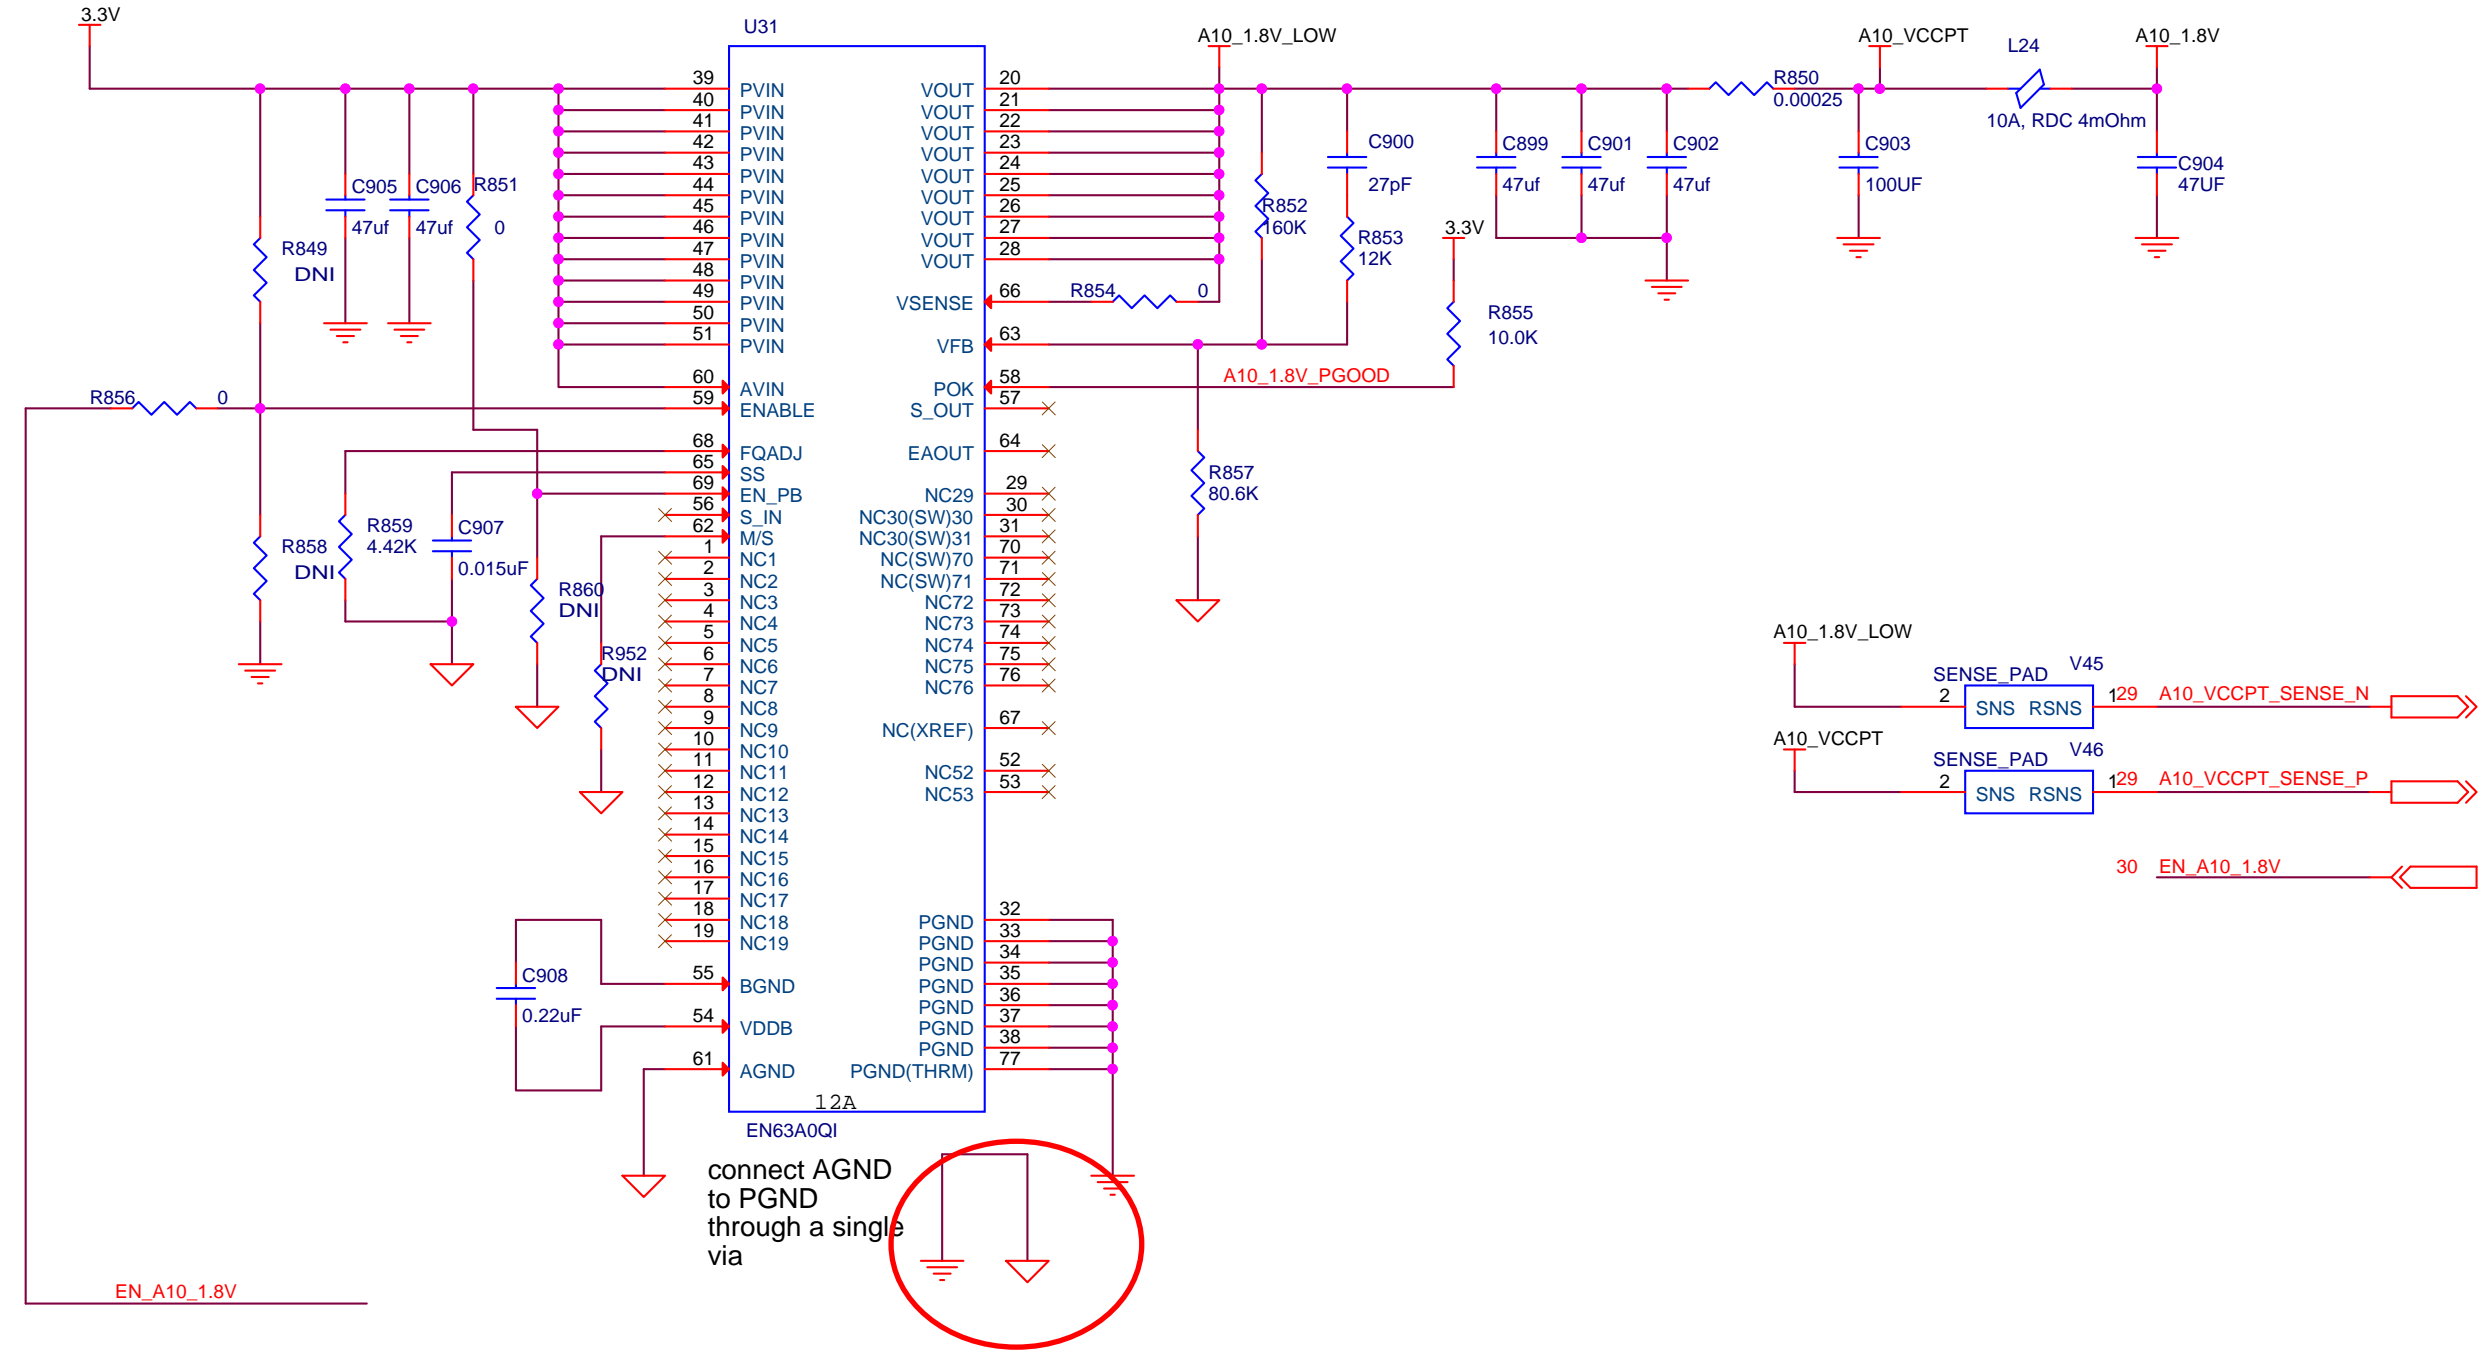 3.3V
U31
A10_1.8V_LOW
A10_VCCPT
L24
A10_1.8V
39
PVIN
40
PVIN
41
PVIN
42
PVIN
43
PVIN
44
PVIN
45
PVIN
46
PVIN
47
PVIN
48
PVIN
49
PVIN
50
PVIN
51
PVIN
60
AVIN
59
ENABLE
68
FQADJ
65
SS
69
EN_PB
56
S_IN
62
M/S
1
NC1
2
NC2
3
NC3
4
NC4
5
NC5
6
NC6
7
NC7
8
NC8
9
NC9
10
NC10
11
NC11
12
NC12
13
NC13
14
NC14
15
NC15
16
NC16
17
NC17
18
NC18
19
NC19
55
BGND
54
VDDB
61
AGND
VOUT
20
VOUT
21
VOUT
22
VOUT
23
VOUT
24
VOUT
25
VOUT
26
VOUT
27
VOUT
28
VSENSE
66
VFB
63
POK
58
S_OUT
57
EAOUT
64
NC29
29
NC30(SW)30
30
NC30(SW)31
31
NC(SW)70
70
NC(SW)71
71
NC72
72
NC73
73
NC74
74
NC75
75
NC76
76
NC(XREF)
67
NC52
52
NC53
53
PGND
32
PGND
33
PGND
34
PGND
35
PGND
36
PGND
37
PGND
38
PGND(THRM)
77
12A
EN63A0QI
R849
DNI
C905
47uf
C906
47uf
R851
0
R856
0
R858
DNI
R859
4.42K
C907
0.015uF
R860
DNI
R952
DNI
C908
0.22uF
EN_A10_1.8V
connect AGND
to PGND
through a single
via
R852
160K
C900
27pF
R853
12K
R854
0
3.3V
R855
10.0K
A10_1.8V_PGOOD
R857
80.6K
C899
47uf
C901
47uf
C902
47uf
R850
0.00025
C903
100UF
10A, RDC 4mOhm
C904
47UF
A10_1.8V_LOW
SENSE_PAD
V45
2
SNS RSNS
1
29
A10_VCCPT_SENSE_N
A10_VCCPT
SENSE_PAD
V46
2
SNS RSNS
1
29
A10_VCCPT_SENSE_P
30
EN_A10_1.8V